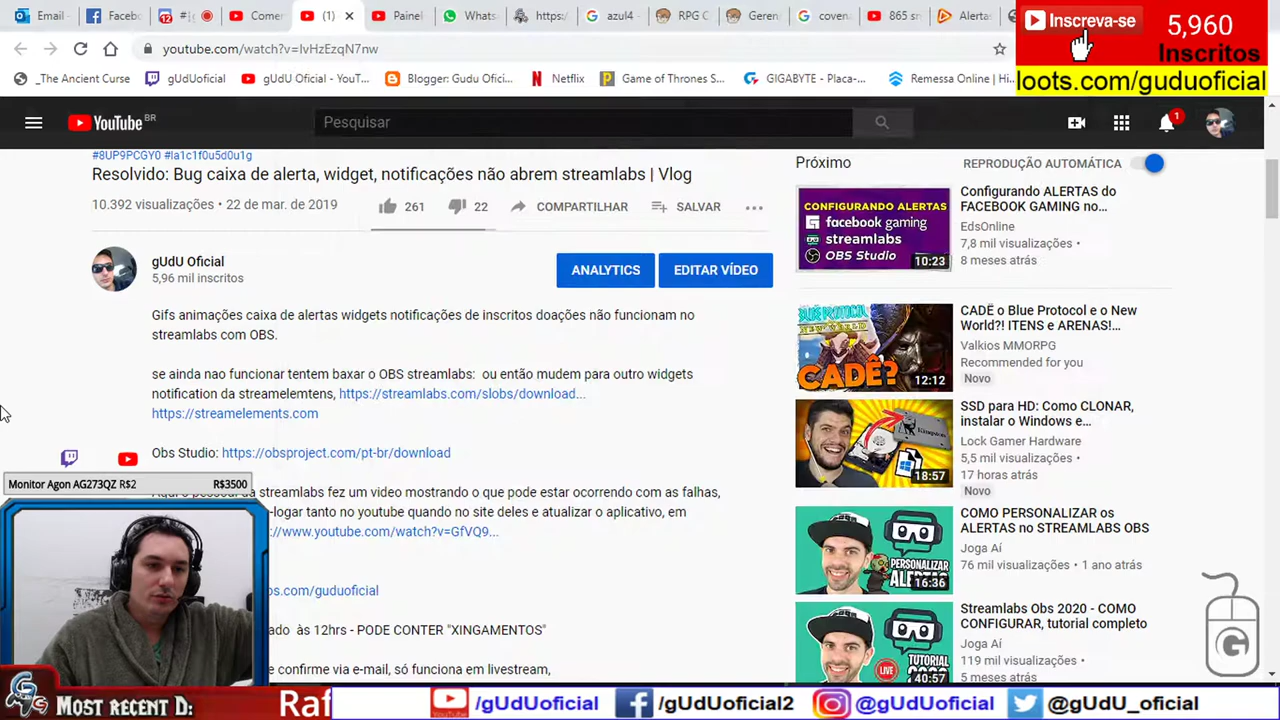 Email
Facebo
#|
Comer
(1)
Painel
Whats
https:/
azul4
RPG C
Geren
coven
865 sr
Alerta
youtube.com/watch?v=IvHzEzqN7nw
_The Ancient Curse
gUdUoficial
gUdU Oficial - YouT...
Blogger: Gudu Ofici...
Netflix
Game of Thrones S...
GIGABYTE - Placa-...
Remessa Online | Hi...
Inscreva-se
5,960
Inscritos
loots.com/guduoficial
YouTube BR
Pesquisar
1
#8UP9PCGY0 #la1c1f0u5d0u1g
Resolvido: Bug caixa de alerta, widget, notificações não abrem streamlabs | Vlog
10.392 visualizações • 22 de mar. de 2019
261
22
COMPARTILHAR
SALVAR
gUdU Oficial
5,96 mil inscritos
ANALYTICS
EDITAR VÍDEO
Gifs animações caixa de alertas widgets notificações de inscritos doações não funcionam no
streamlabs com OBS.
se ainda nao funcionar tentem baixar o OBS streamlabs: ou então mudem para outro widgets
notification da streamelemtens, https://streamlabs.com/slobs/download...
https://streamelements.com
Obs Studio: https://obsproject.com/pt-br/download
Monitor Agon AG273QZ R$2
R$3500
a streamlabs fez um video mostrando o que pode estar ocorrendo com as falhas,
-logar tanto no youtube quando no site deles e atualizar o aplicativo, em
://www.youtube.com/watch?v=GfVQ9...
os.com/guduoficial
ado às 12hrs - PODE CONTER "XINGAMENTOS"
e confirme via e-mail, só funciona em livestream,
Próximo
REPRODUÇÃO AUTOMÁTICA
CONFIGURANDO ALERTAS
facebook gaming
streamlabs
OBS Studio
10:23
Configurando ALERTAS do
FACEBOOK GAMING no...
EdsOnline
7,8 mil visualizações •
8 meses atrás
BLUE PROTOCOL
NEW WORLD
CADÊ?
12:12
CADÊ o Blue Protocol e o New
World?! ITENS e ARENAS!...
Valkios MMORPG
Recommended for you
Novo
18:57
SSD para HD: Como CLONAR,
instalar o Windows e...
Lock Gamer Hardware
5,5 mil visualizações •
17 horas atrás
Novo
PERSONALIZAR
ALERTAS
16:36
COMO PERSONALIZAR os
ALERTAS no STREAMLABS OBS
Joga Aí
76 mil visualizações • 1 ano atrás
TUTORIAL
LIVE
40:57
Streamlabs Obs 2020 - COMO
CONFIGURAR, tutorial completo
Joga Aí
119 mil visualizações •
5 meses atrás
G
Most recent D:
Raf
/gUdUoficial
/gUdUoficial2
@gUdUoficial
@gUdU_oficial